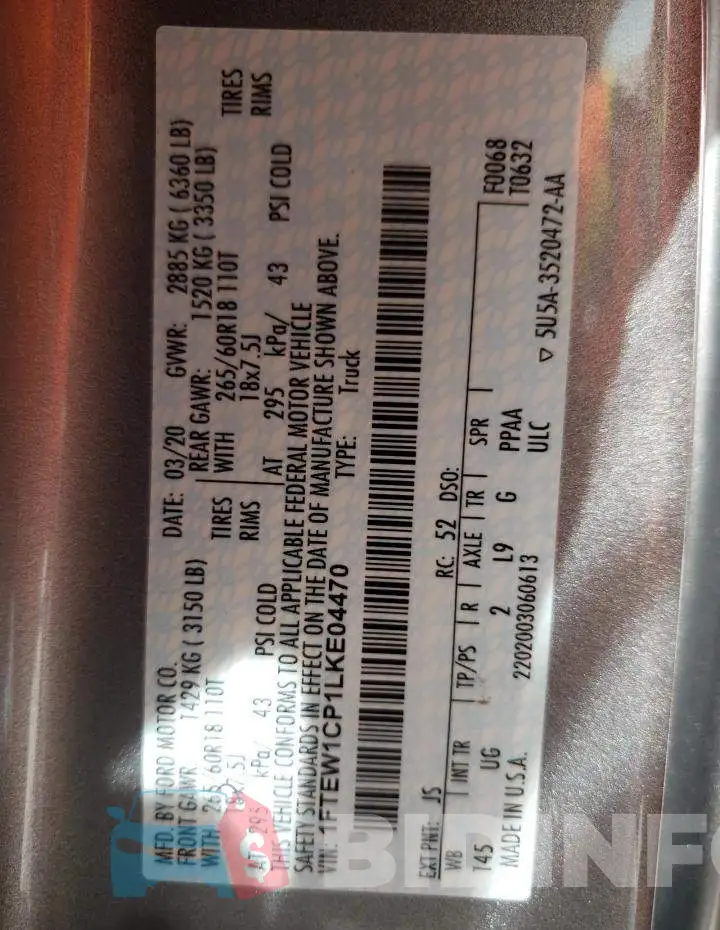 MFD. BY FORD MOTOR CO.
DATE: 03/20 GVWR: 2885 KG ( 6360 LB)
FRONT GAWR: 1429 KG ( 3150 LB)
REAR GAWR: 1520 KG ( 3350 LB)
WITH 265/60R18 110T TIRES
WITH 265/60R18 110T TIRES
18x7.5J RIMS
18x7.5J RIMS
AT 295 kPa/ 43 PSI COLD
AT 295 kPa/ 43 PSI COLD
THIS VEHICLE CONFORMS TO ALL APPLICABLE FEDERAL MOTOR VEHICLE
SAFETY STANDARDS IN EFFECT ON THE DATE OF MANUFACTURE SHOWN ABOVE.
VIN: 1FTEW1CP1LKE04470 TYPE: Truck
EXT PNT: JS RC: 52 DSO:
WB INT TR TP/PS R AXLE TR SPR F0068
145 UG 2 L9 G PPAA T0632
MADE IN U.S.A. 2202003060613 ULC
▽ 5U5A-3520472-AA
BIDINFO